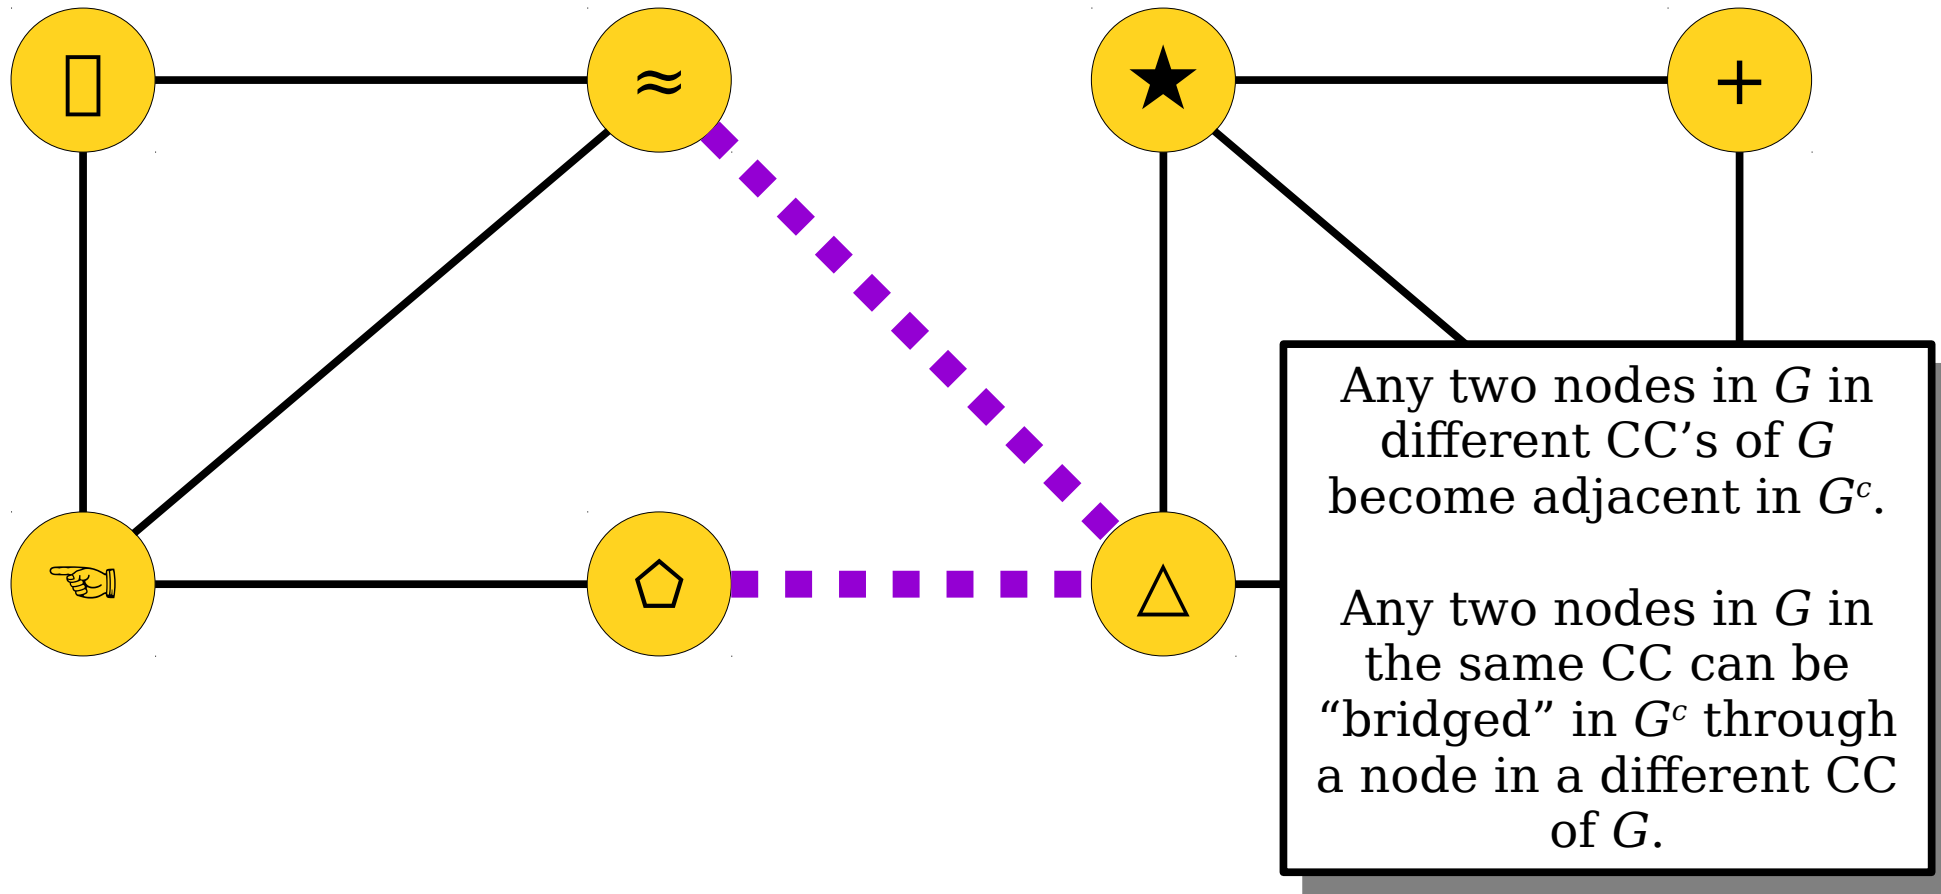 ▯ ≈ ★ +
☜ ⬠ △
Any two nodes in G in
different CC’s of G
become adjacent in Gᶜ.
Any two nodes in G in
the same CC can be
“bridged” in Gᶜ through
a node in a different CC
of G.